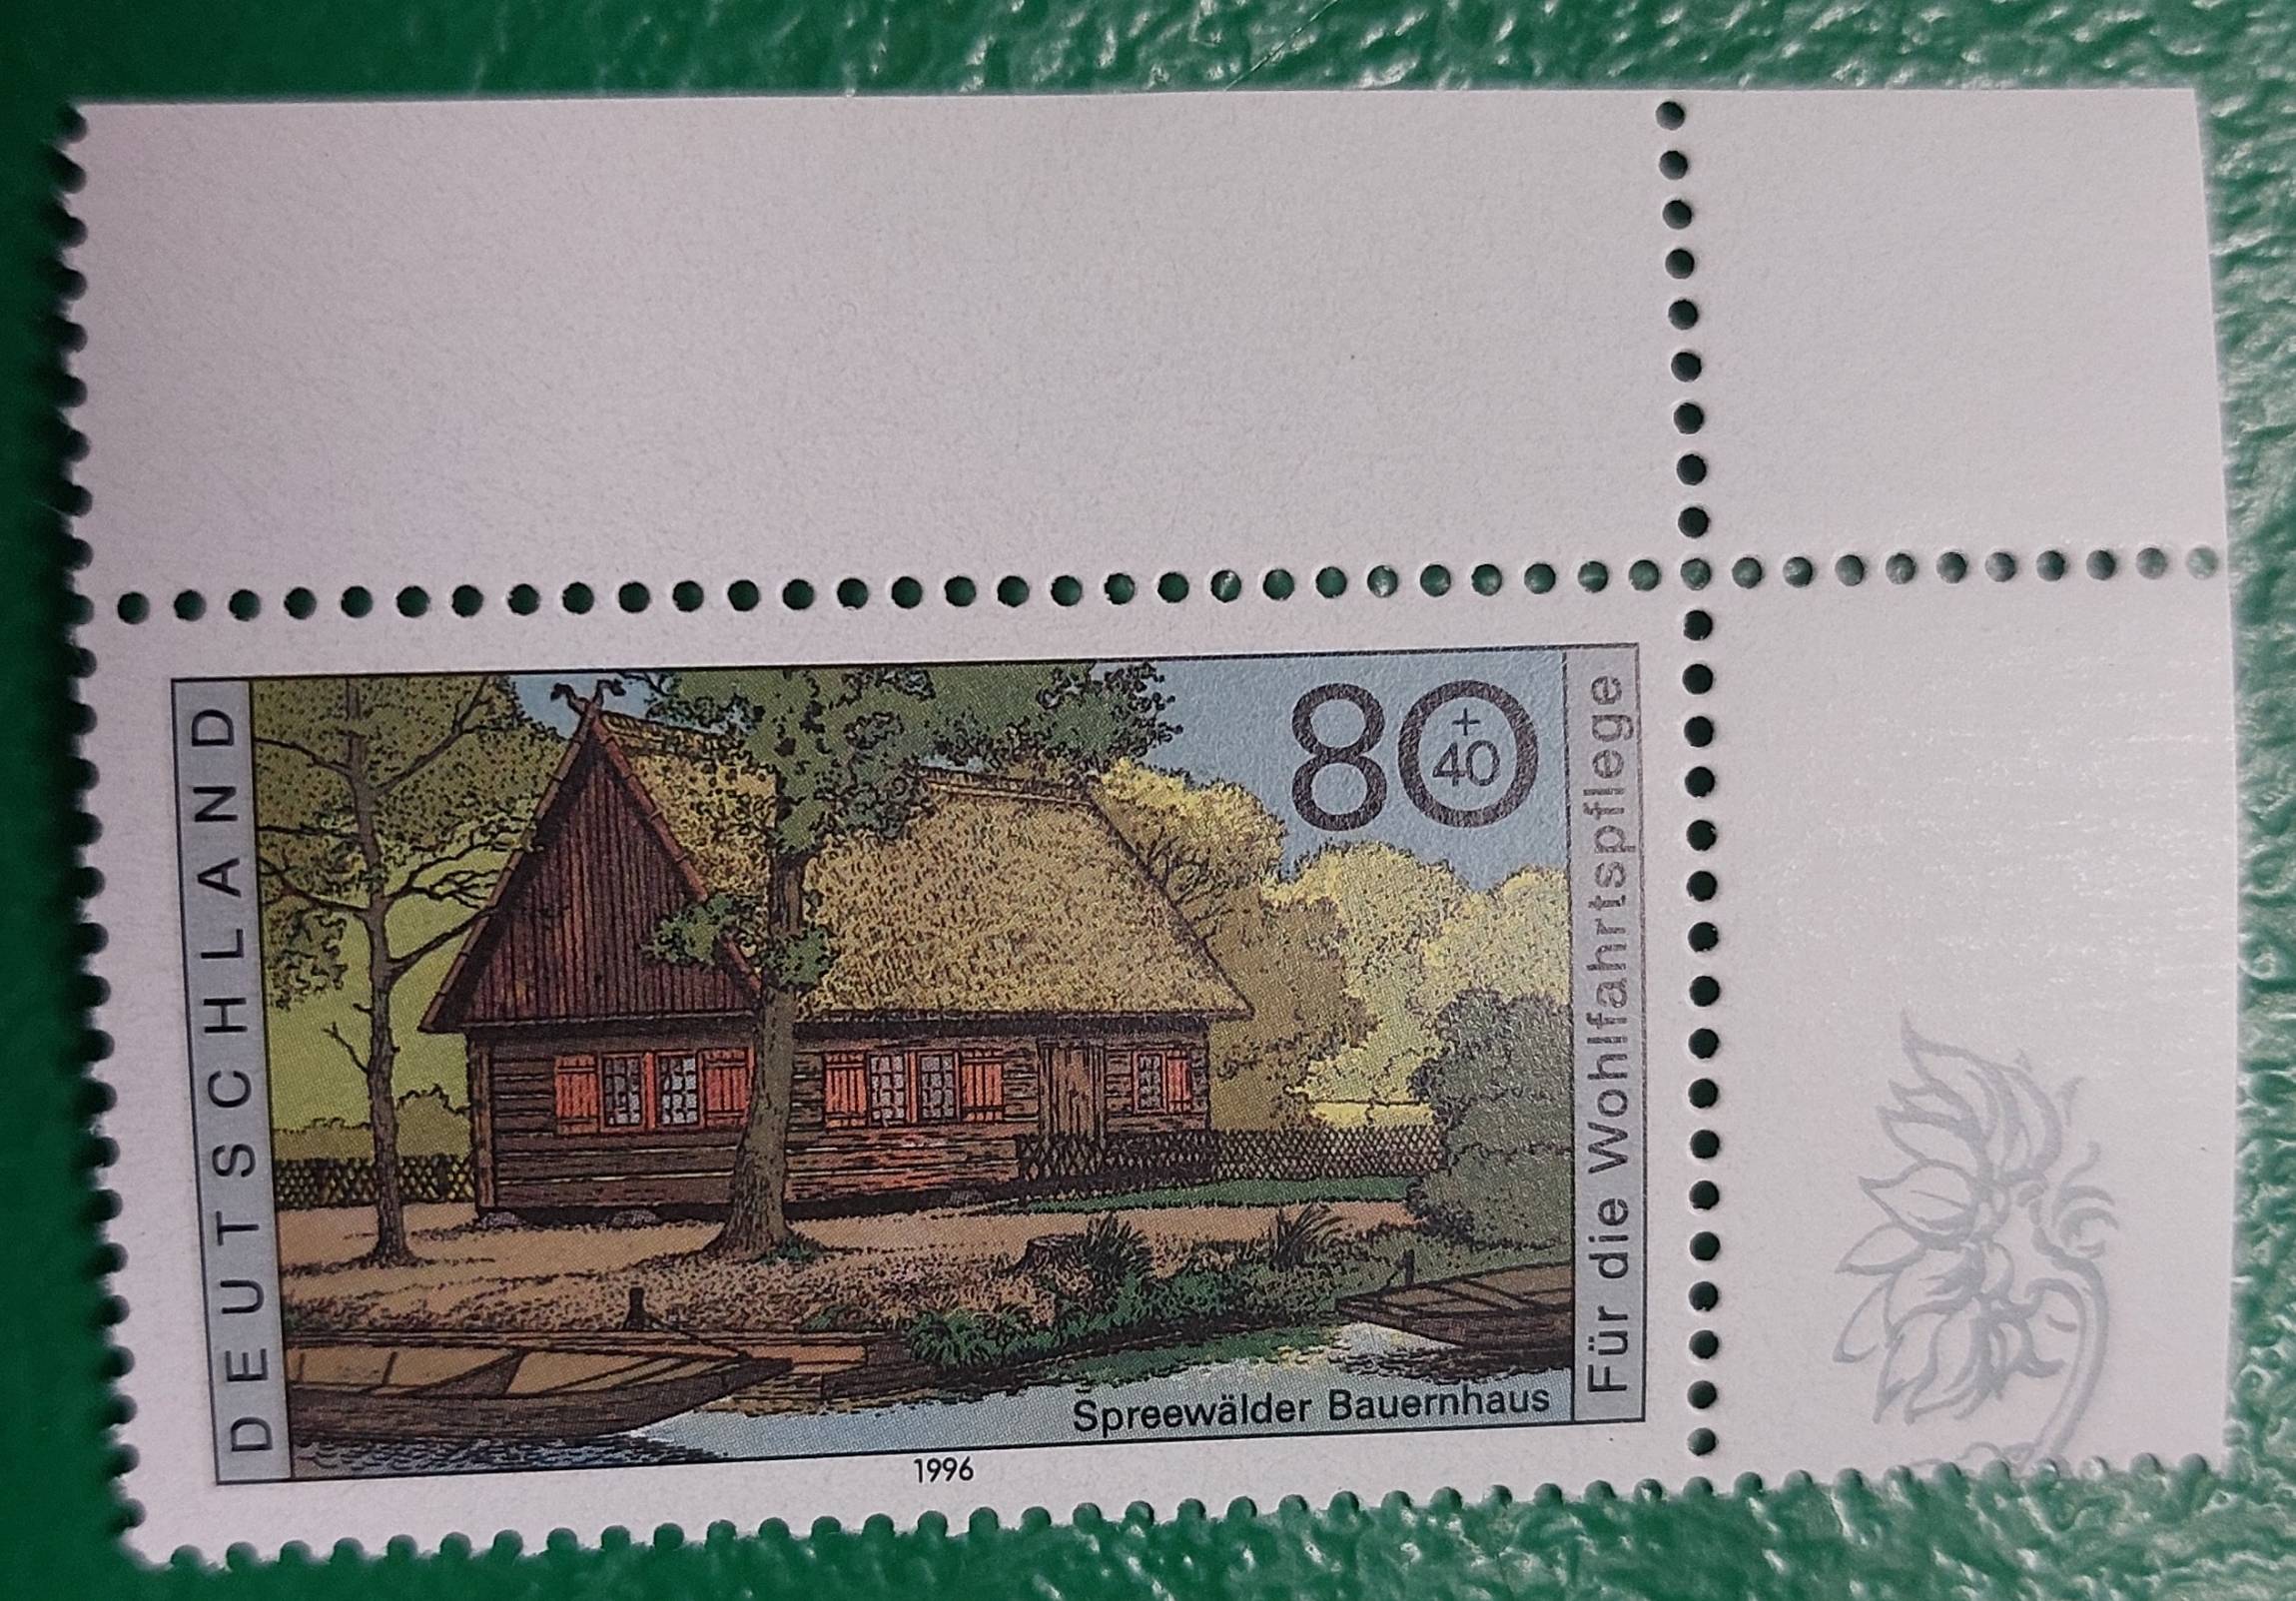 DEUTSCHLAND
80
+
40
Für die Wohlfahrtspflege
Spreewälder Bauernhaus
1996